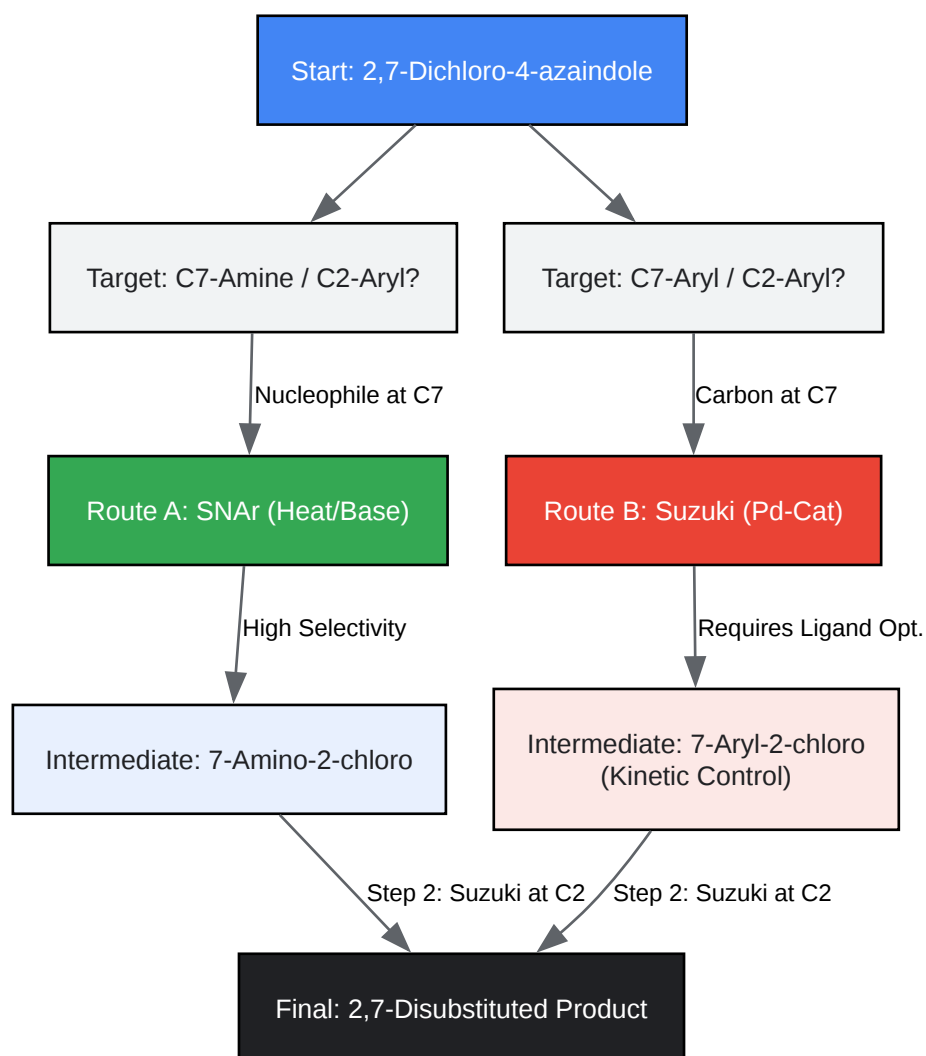 Start: 2,7-Dichloro-4-azaindole
Target: C7-Amine / C2-Aryl?
Target: C7-Aryl / C2-Aryl?
Nucleophile at C7
Carbon at C7
Route A: SNAr (Heat/Base)
Route B: Suzuki (Pd-Cat)
High Selectivity
Requires Ligand Opt.
Intermediate: 7-Amino-2-chloro
Intermediate: 7-Aryl-2-chloro
(Kinetic Control)
Step 2: Suzuki at C2
Step 2: Suzuki at C2
Final: 2,7-Disubstituted Product